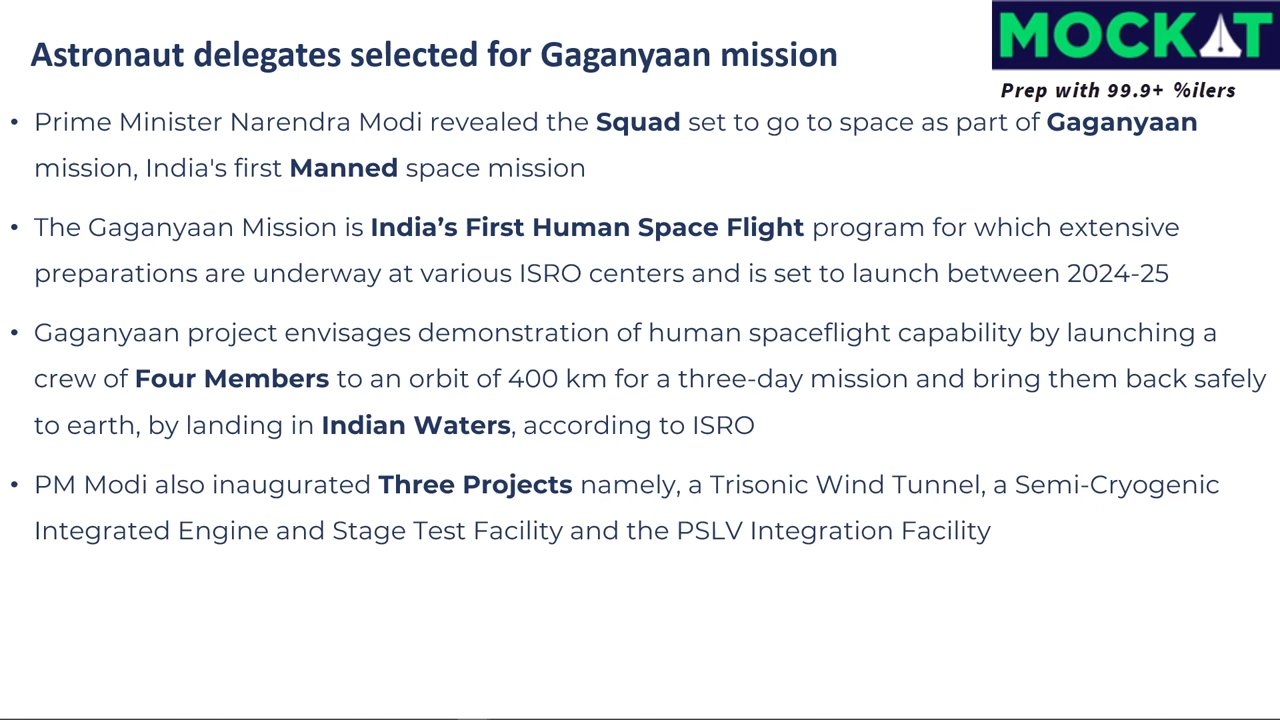 MOCKAT
Astronaut delegates selected for Gaganyaan mission
Prep with 99.9+ %ilers
• Prime Minister Narendra Modi revealed the Squad set to go to space as part of Gaganyaan
mission, India's first Manned space mission
• The Gaganyaan Mission is India’s First Human Space Flight program for which extensive
preparations are underway at various ISRO centers and is set to launch between 2024-25
• Gaganyaan project envisages demonstration of human spaceflight capability by launching a
crew of Four Members to an orbit of 400 km for a three-day mission and bring them back safely
to earth, by landing in Indian Waters, according to ISRO
• PM Modi also inaugurated Three Projects namely, a Trisonic Wind Tunnel, a Semi-Cryogenic
Integrated Engine and Stage Test Facility and the PSLV Integration Facility